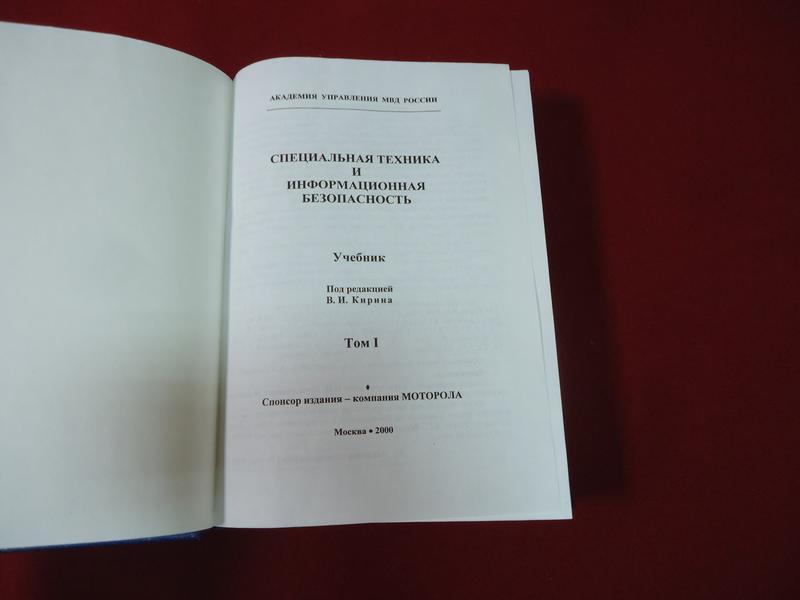 АКАДЕМИЯ УПРАВЛЕНИЯ МВД РОССИИ
СПЕЦИАЛЬНАЯ ТЕХНИКА
И
ИНФОРМАЦИОННАЯ
БЕЗОПАСНОСТЬ
Учебник
Под редакцией
В. И. Кирина
Том I
Спонсор издания – компания МОТОРОЛА
Москва • 2000